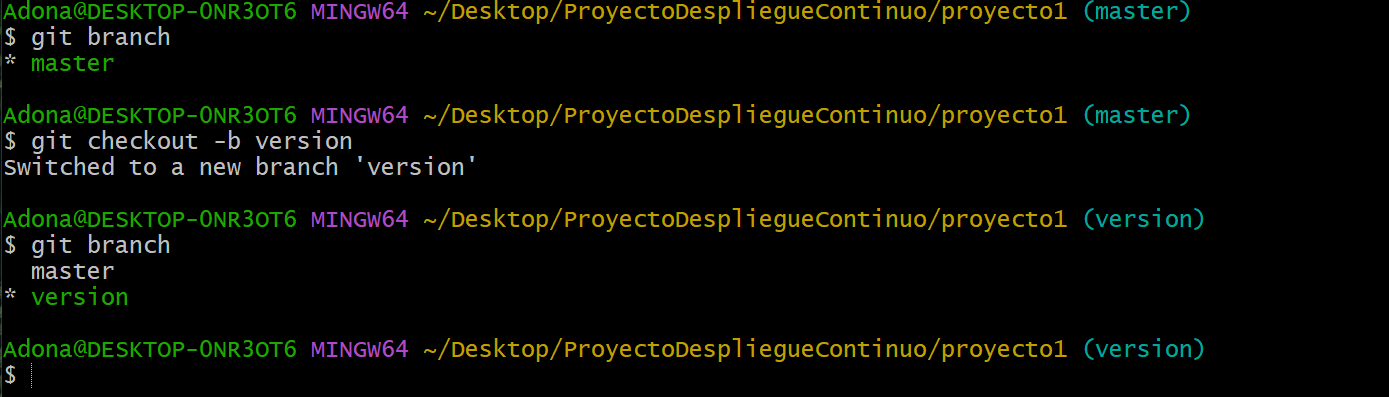 Adona@DESKTOP-0NR3OT6 MINGW64 ~/Desktop/ProyectoDespliegueContinuo/proyecto1 (master)
$ git branch
* master
Adona@DESKTOP-0NR3OT6 MINGW64 ~/Desktop/ProyectoDespliegueContinuo/proyecto1 (master)
$ git checkout -b version
Switched to a new branch 'version'
Adona@DESKTOP-0NR3OT6 MINGW64 ~/Desktop/ProyectoDespliegueContinuo/proyecto1 (version)
$ git branch
  master
* version
Adona@DESKTOP-0NR3OT6 MINGW64 ~/Desktop/ProyectoDespliegueContinuo/proyecto1 (version)
$